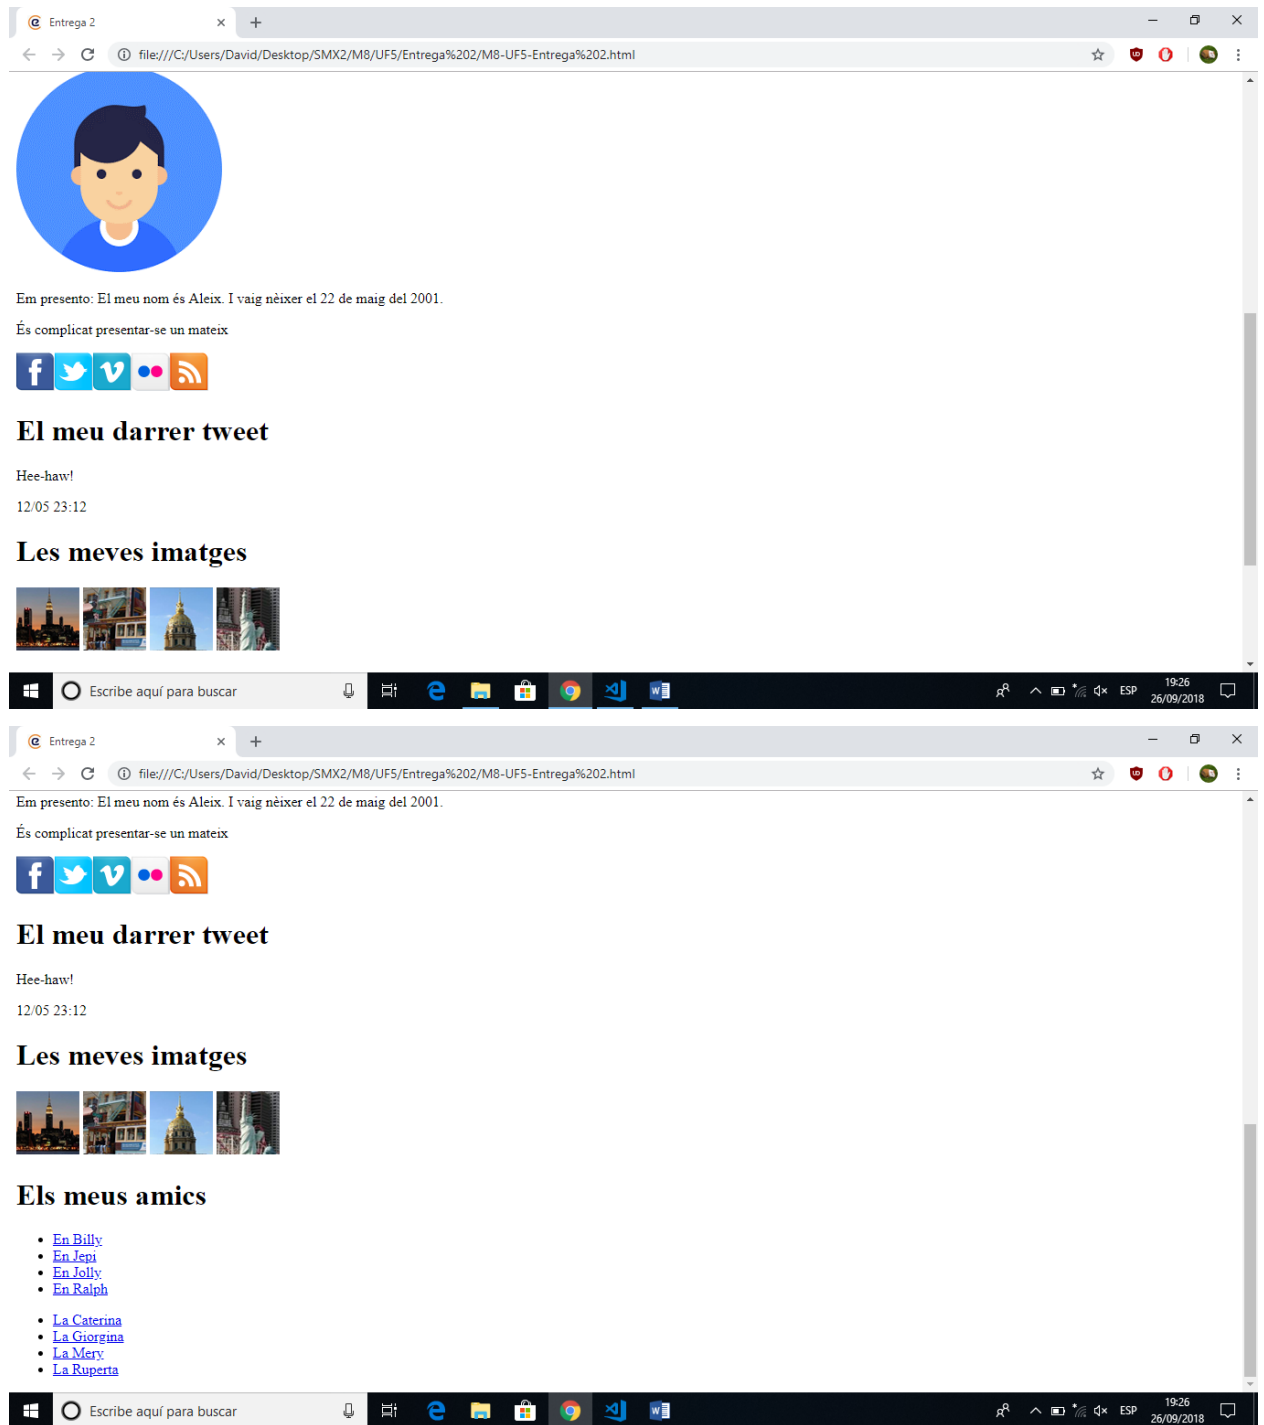 Entrega 2
file:///C:/Users/David/Desktop/SMX2/M8/UF5/Entrega%202/M8-UF5-Entrega%202.html
Em presento: El meu nom és Aleix. I vaig nèixer el 22 de maig del 2001.
És complicat presentar-se un mateix
El meu darrer tweet
Hee-haw!
12/05 23:12
Les meves imatges
Escribe aquí para buscar
ESP
19:26
26/09/2018
Entrega 2
file:///C:/Users/David/Desktop/SMX2/M8/UF5/Entrega%202/M8-UF5-Entrega%202.html
Em presento: El meu nom és Aleix. I vaig nèixer el 22 de maig del 2001.
És complicat presentar-se un mateix
El meu darrer tweet
Hee-haw!
12/05 23:12
Les meves imatges
Els meus amics
En Billy
En Jepi
En Jolly
En Ralph
La Caterina
La Giorgina
La Mery
La Ruperta
Escribe aquí para buscar
ESP
19:26
26/09/2018